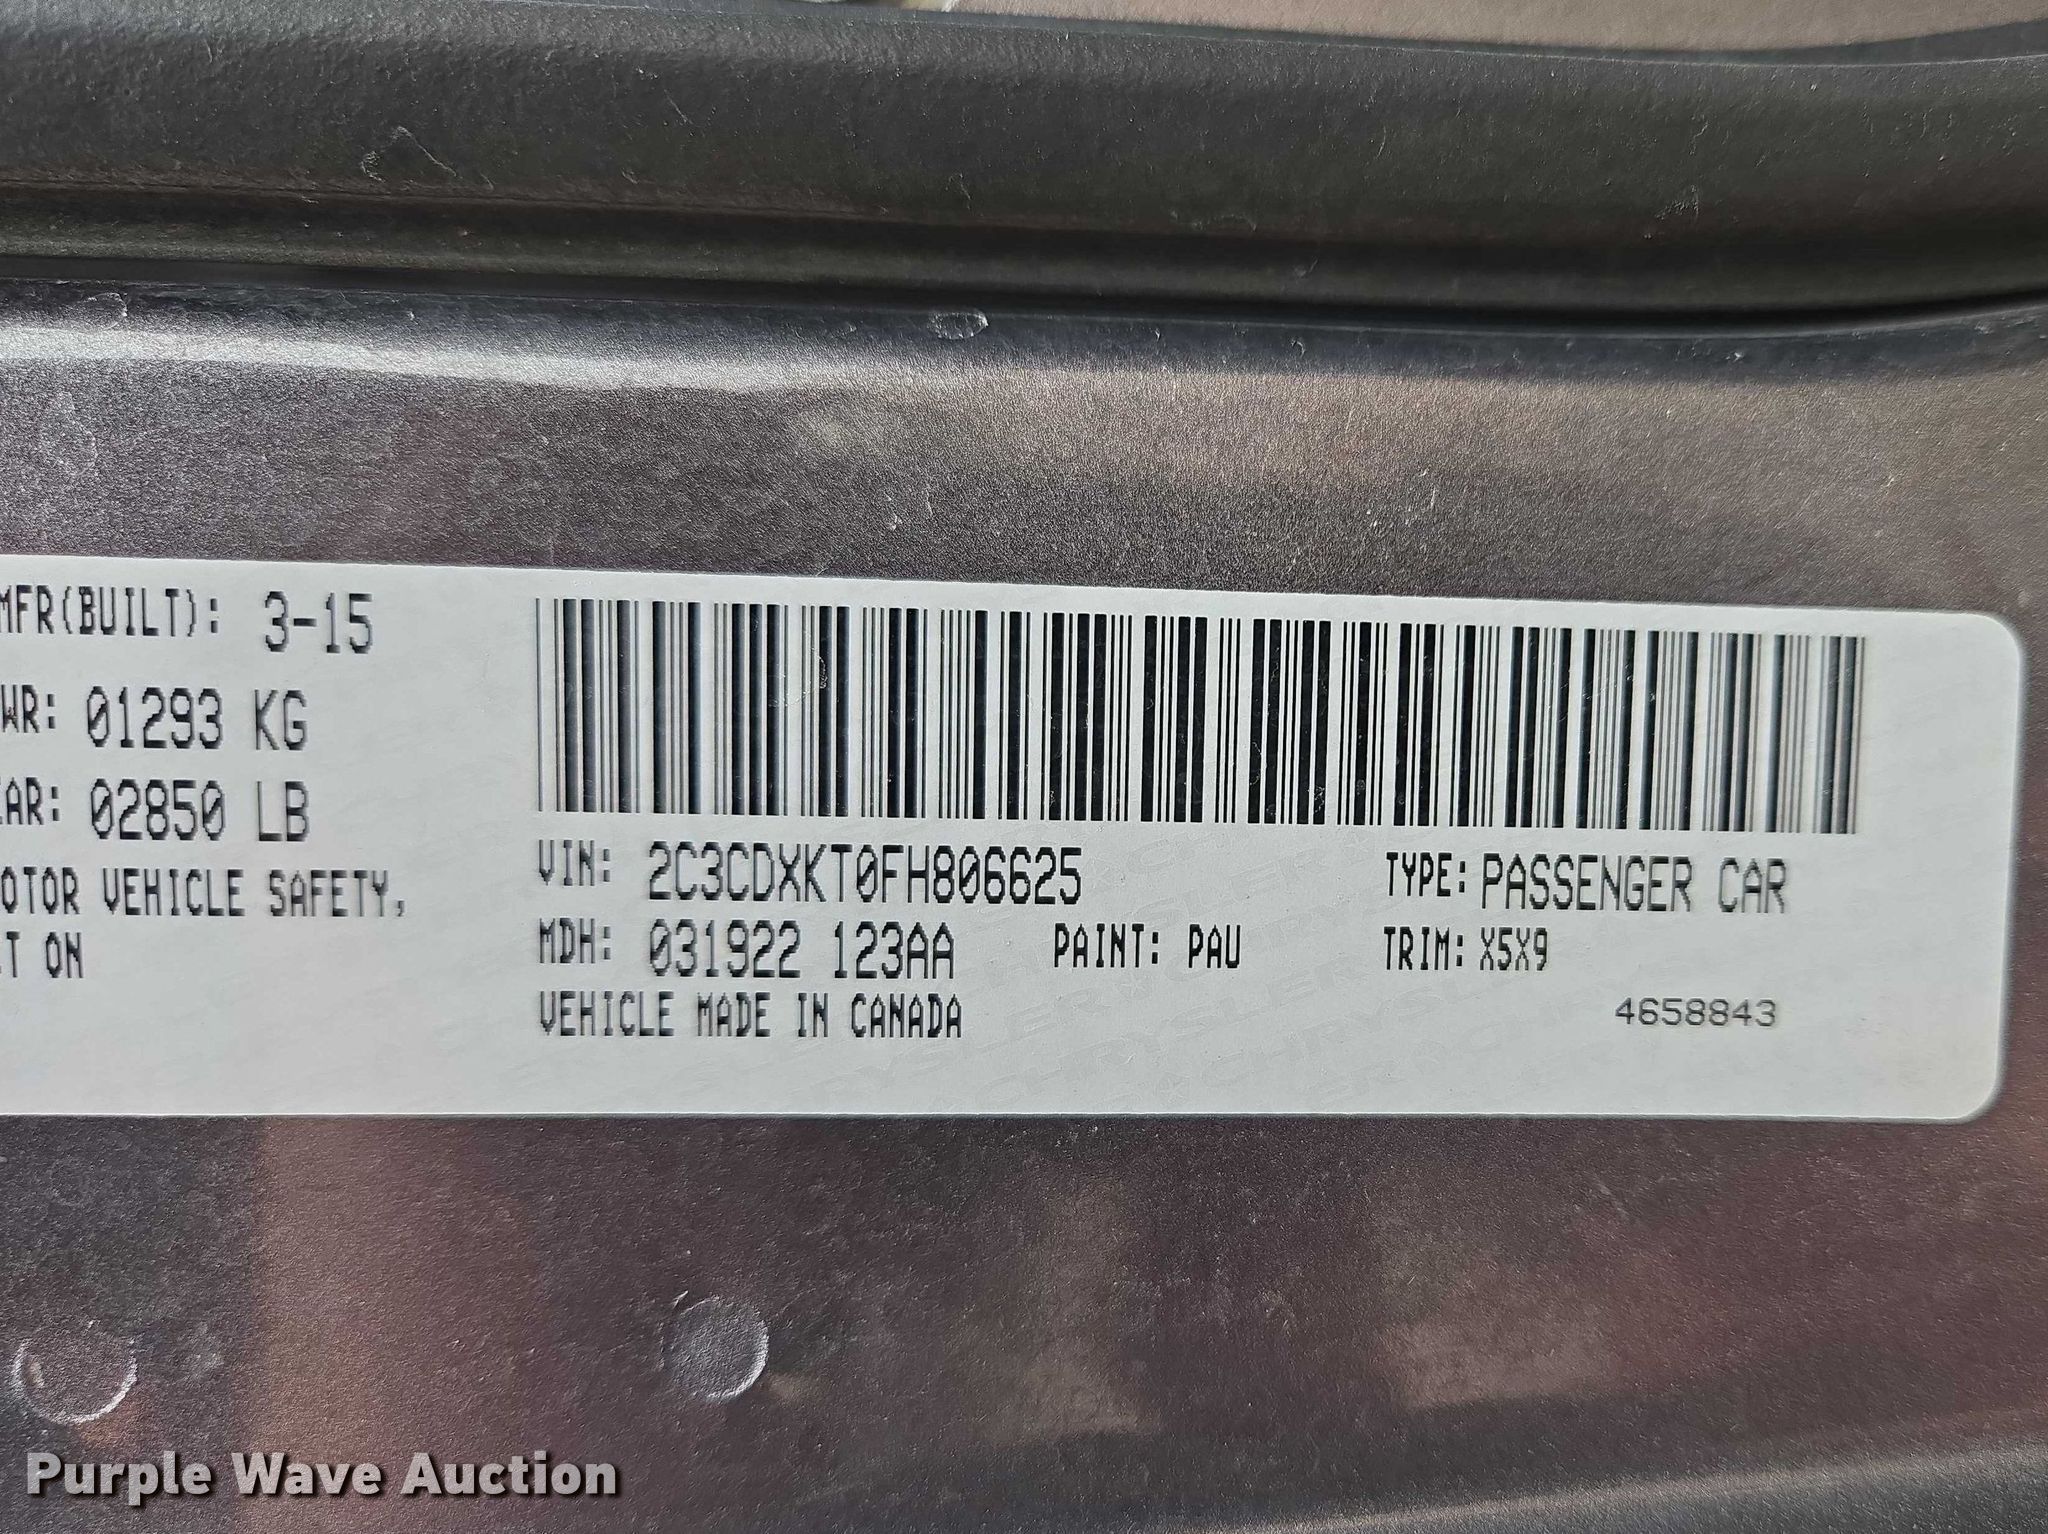 MFR(BUILT): 3-15
WR: 01293 KG
AR: 02850 LB
VIN: 2C3CDXKT0FH806625
TYPE: PASSENGER CAR
OTOR VEHICLE SAFETY,
MDH: 031922 123AA
PAINT: PAU
TRIM: X5X9
T ON
VEHICLE MADE IN CANADA
4658843
Purple Wave Auction